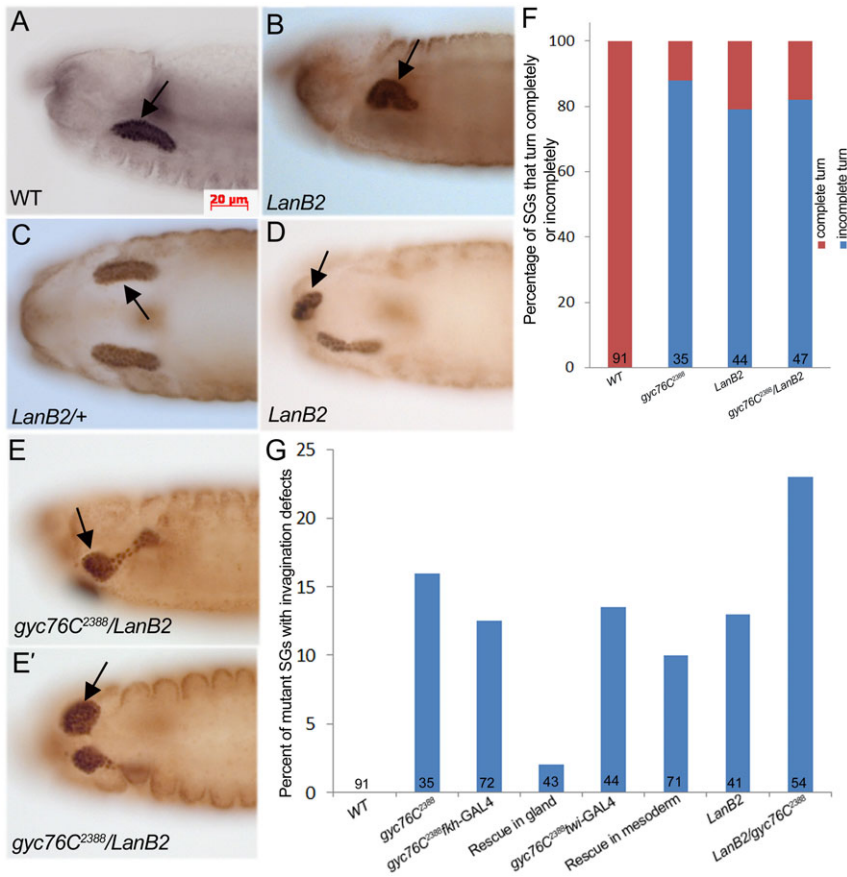 A
WT
20 µm
B
LanB2
C
LanB2/+
D
LanB2
E
gyc76C2388/LanB2
E'
gyc76C2388/LanB2
F
Percentage of SGs that turn completely
or incompletely
100
80
60
40
20
0
91
35
44
47
WT
gyc76C2388
LanB2
gyc76C2388/LanB2
complete turn
incomplete turn
G
Percent of mutant SGs with invagination defects
25
20
15
10
5
0
91
35
72
43
44
71
41
54
WT
gyc76C2388
gyc76C2388fkh-GAL4
Rescue in gland
gyc76C2388twi-GAL4
Rescue in mesoderm
LanB2
LanB2/gyc76C2388